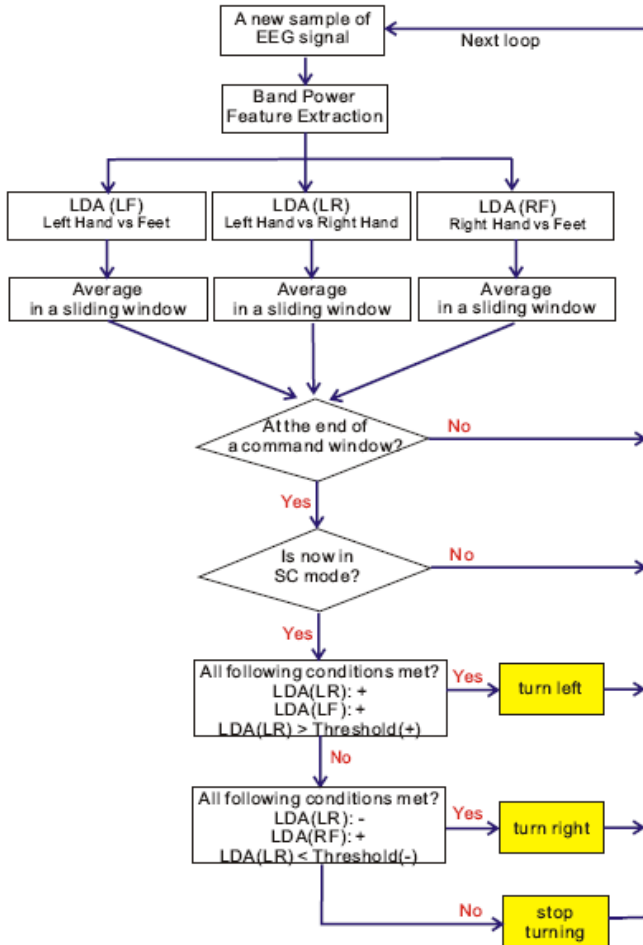 A new sample of
EEG signal
Next loop
Band Power
Feature Extraction
LDA (LF)
Left Hand vs Feet
LDA (LR)
Left Hand vs Right Hand
LDA (RF)
Right Hand vs Feet
Average
in a sliding window
Average
in a sliding window
Average
in a sliding window
At the end of
a command window?
No
Yes
Is now in
SC mode?
No
Yes
All following conditions met?
LDA(LR): +
LDA(LF): +
LDA(LR) > Threshold(+)
Yes
turn left
No
All following conditions met?
LDA(LR): -
LDA(RF): +
LDA(LR) < Threshold(-)
Yes
turn right
No
stop
turning